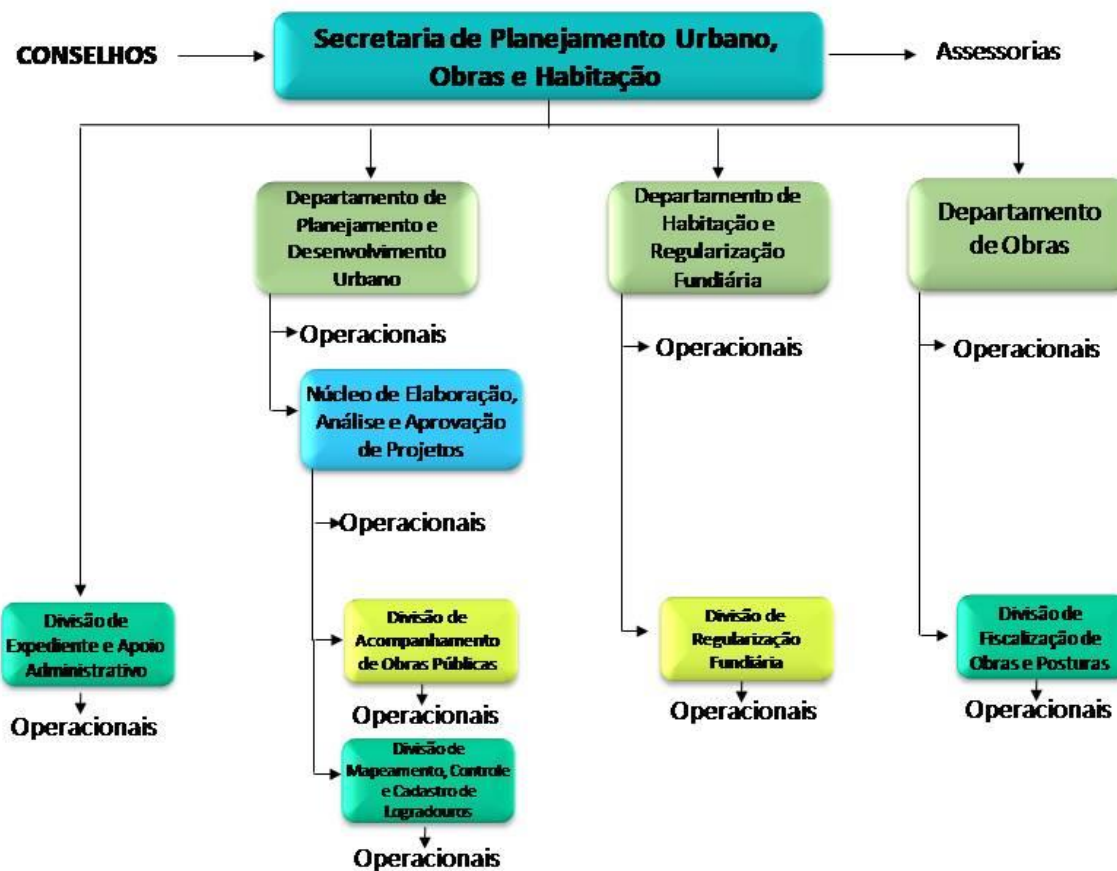 CONSELHOS
Secretaria de Planejamento Urbano,
Obras e Habitação
Assessorias
Departamento de
Planejamento e
Desenvolvimento
Urbano
Departamento de
Habitação e
Regularização
Fundiária
Departamento
de Obras
Operacionais
Operacionais
Operacionais
Núcleo de Elaboração,
Análise e Aprovação
de Projetos
Operacionais
Divisão de
Expediente e Apoio
Administrativo
Operacionais
Divisão de
Acompanhamento
de Obras Públicas
Operacionais
Divisão de
Regularização
Fundiária
Operacionais
Divisão de
Fiscalização de
Obras e Posturas
Operacionais
Divisão de
Mapeamento, Controle
e Cadastro de
Logradouros
Operacionais